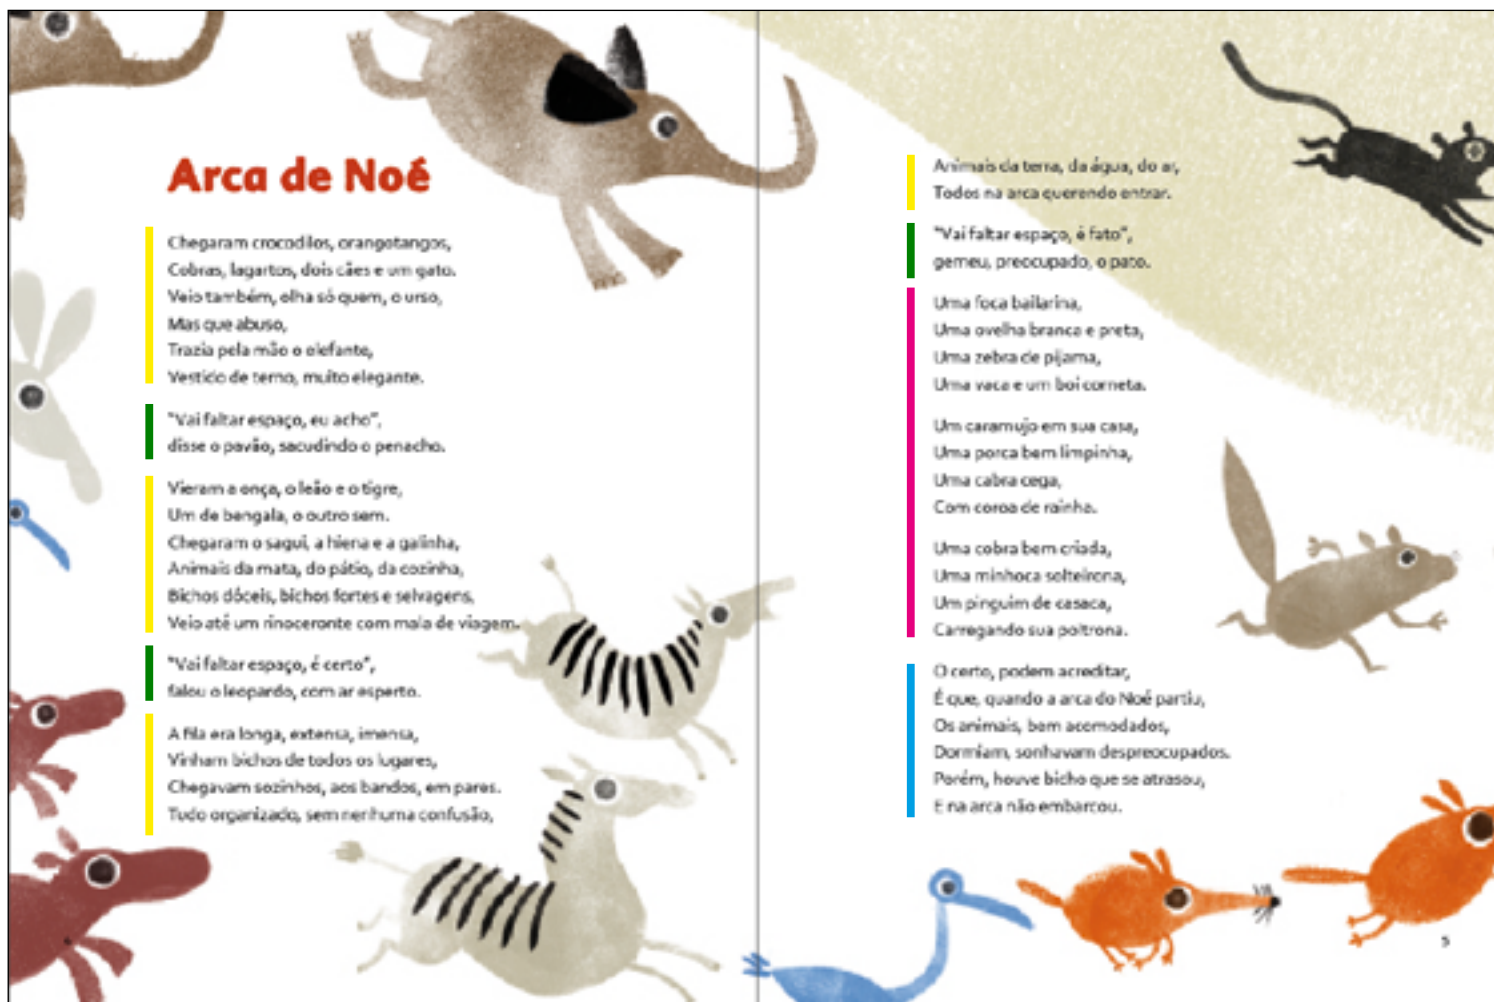 Arca de Noé
Chegaram crocodilos, orangotangos,
Cobras, lagartos, dois cães e um gato.
Veio também, olha só quem, o urso,
Mas que abuso,
Trazia pela mão o elefante,
Vestido de terno, muito elegante.
"Vai faltar espaço, eu acho",
disse o pavão, sacudindo o penacho.
Vieram a onça, o leão e o tigre,
Um de bengala, o outro sem.
Chegaram o sagui, a hiena e a galinha,
Animais da mata, do pátio, da cozinha,
Bichos dóceis, bichos fortes e selvagens,
Veio até um rinoceronte com mala de viagem.
"Vai faltar espaço, é certo",
falou o leopardo, com ar esperto.
A fila era longa, extensa, imensa,
Vinham bichos de todos os lugares,
Chegavam sozinhos, aos bandos, em pares.
Tudo organizado, sem nenhuma confusão,
Animais da terra, da água, do ar,
Todos na arca querendo entrar.
"Vai faltar espaço, é fato",
gemeu, preocupado, o pato.
Uma foca bailarina,
Uma ovelha branca e preta,
Uma zebra de pijama,
Uma vaca e um boi corneta.
Um caramujo em sua casa,
Uma porca bem limpinha,
Uma cabra cega,
Com coroa de rainha.
Uma cobra bem criada,
Uma minhoca solteirona,
Um pinguim de casaca,
Carregando sua poltrona.
O certo, podem acreditar,
É que, quando a arca do Noé partiu,
Os animais, bem acomodados,
Dormiam, sonhavam despreocupados.
Porém, houve bicho que se atrasou,
E na arca não embarcou.
5